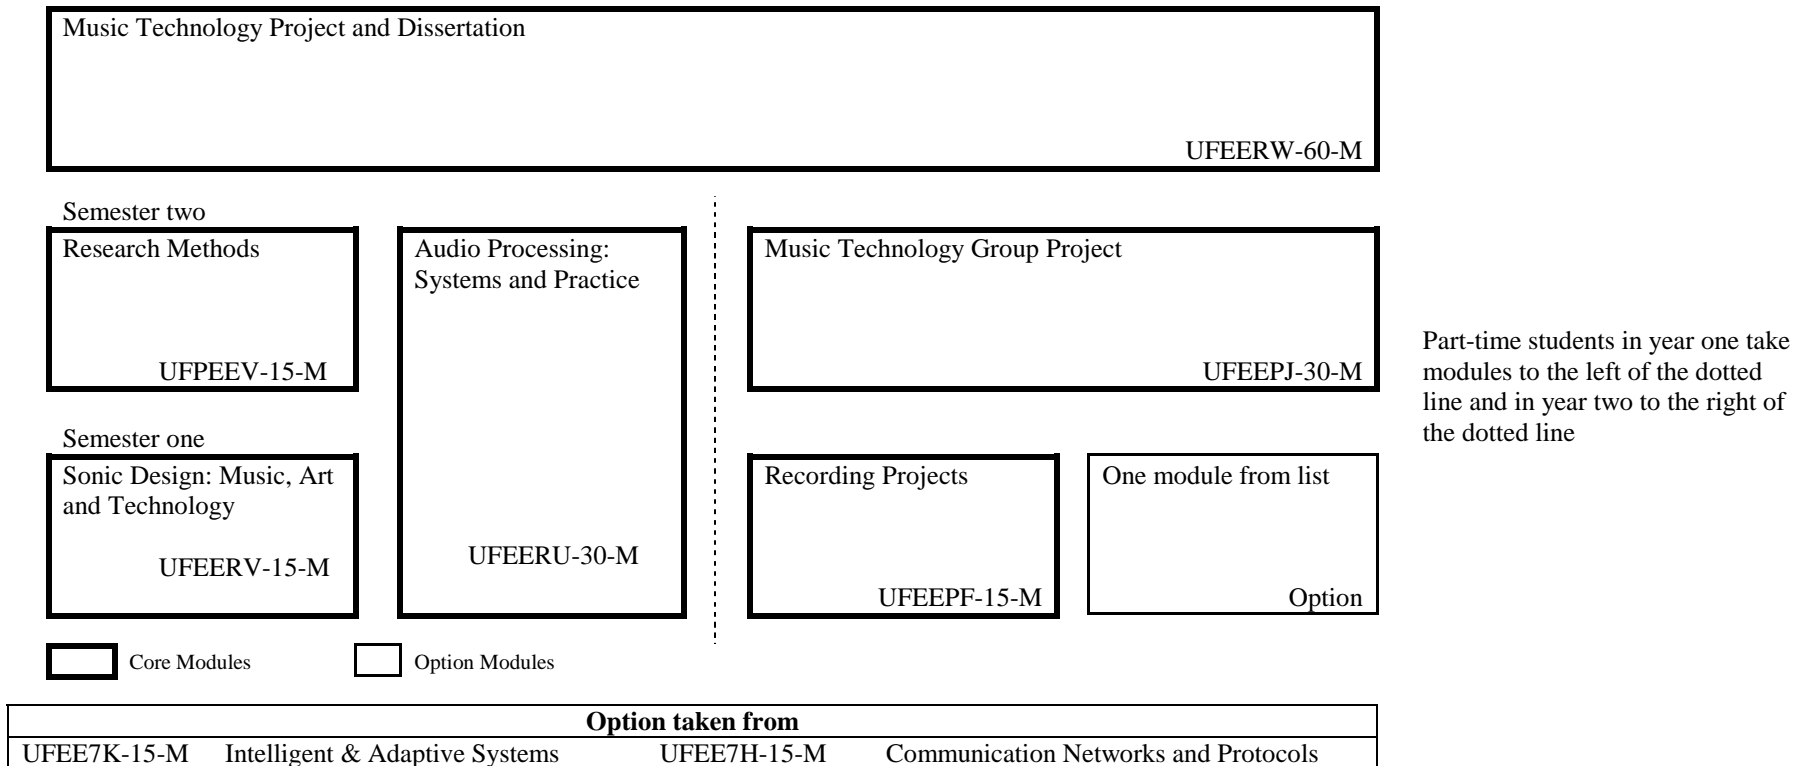 Music Technology Project and Dissertation
UFEERW-60-M
Semester two
Research Methods
UFPEEV-15-M
Audio Processing:
Systems and Practice
UFEERU-30-M
Music Technology Group Project
UFEEPJ-30-M
Semester one
Sonic Design: Music, Art
and Technology
UFEERV-15-M
Recording Projects
UFEEPF-15-M
One module from list
Option
Part-time students in year one take
modules to the left of the dotted
line and in year two to the right of
the dotted line
Core Modules
Option Modules
Option taken from
UFEE7K-15-M Intelligent & Adaptive Systems UFEE7H-15-M Communication Networks and Protocols